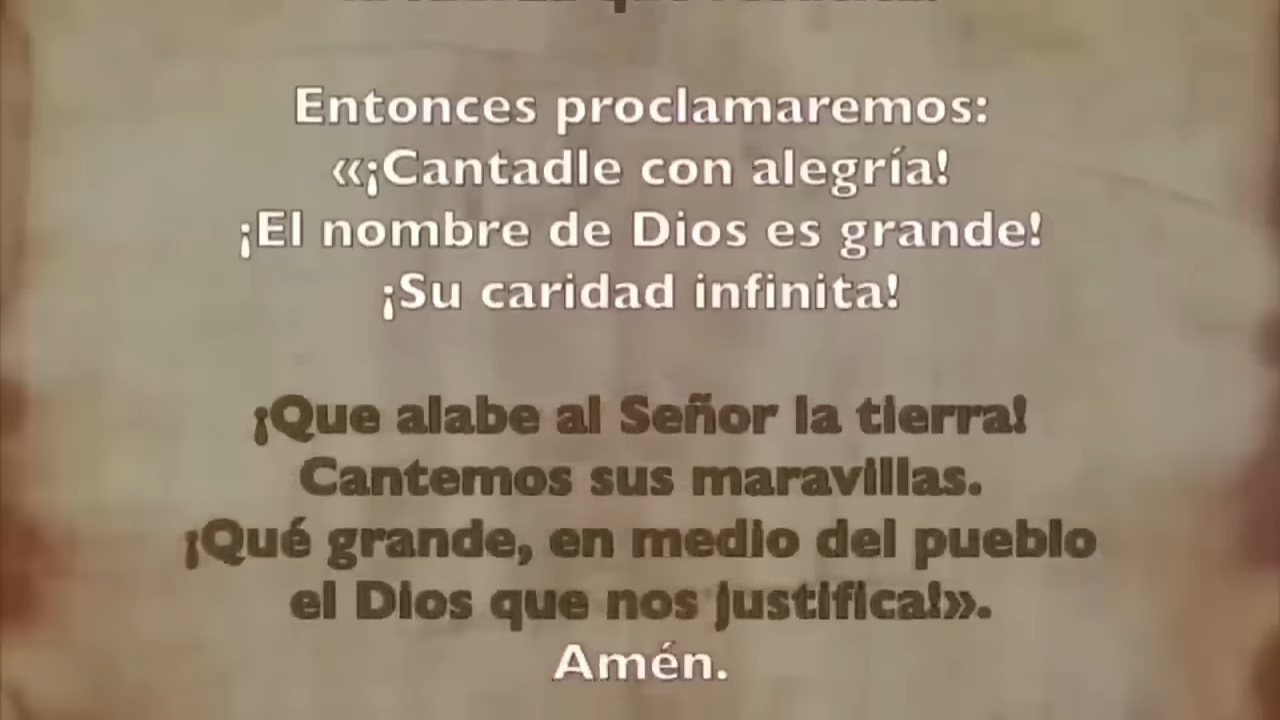 Entonces proclamaremos:
«¡Cantadle con alegría!
¡El nombre de Dios es grande!
¡Su caridad infinita!
¡Que alabe al Señor la tierra!
Cantemos sus maravillas.
¡Qué grande, en medio del pueblo
el Dios que nos justifica!».
Amén.